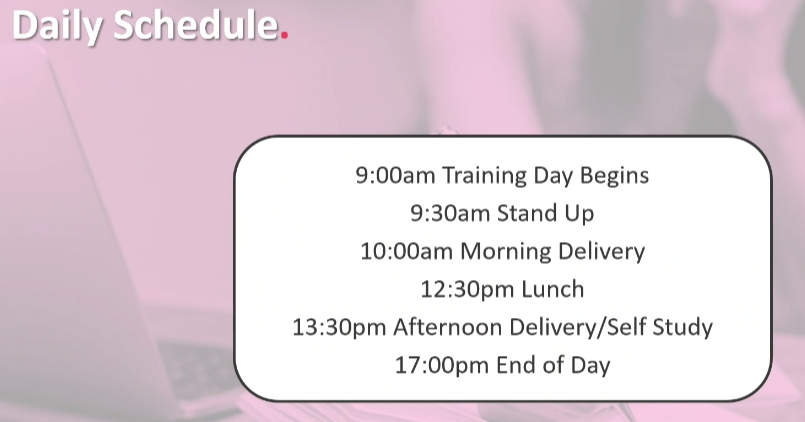 Daily Schedule.
9:00am Training Day Begins
9:30am Stand Up
10:00am Morning Delivery
12:30pm Lunch
13:30pm Afternoon Delivery/Self Study
17:00pm End of Day